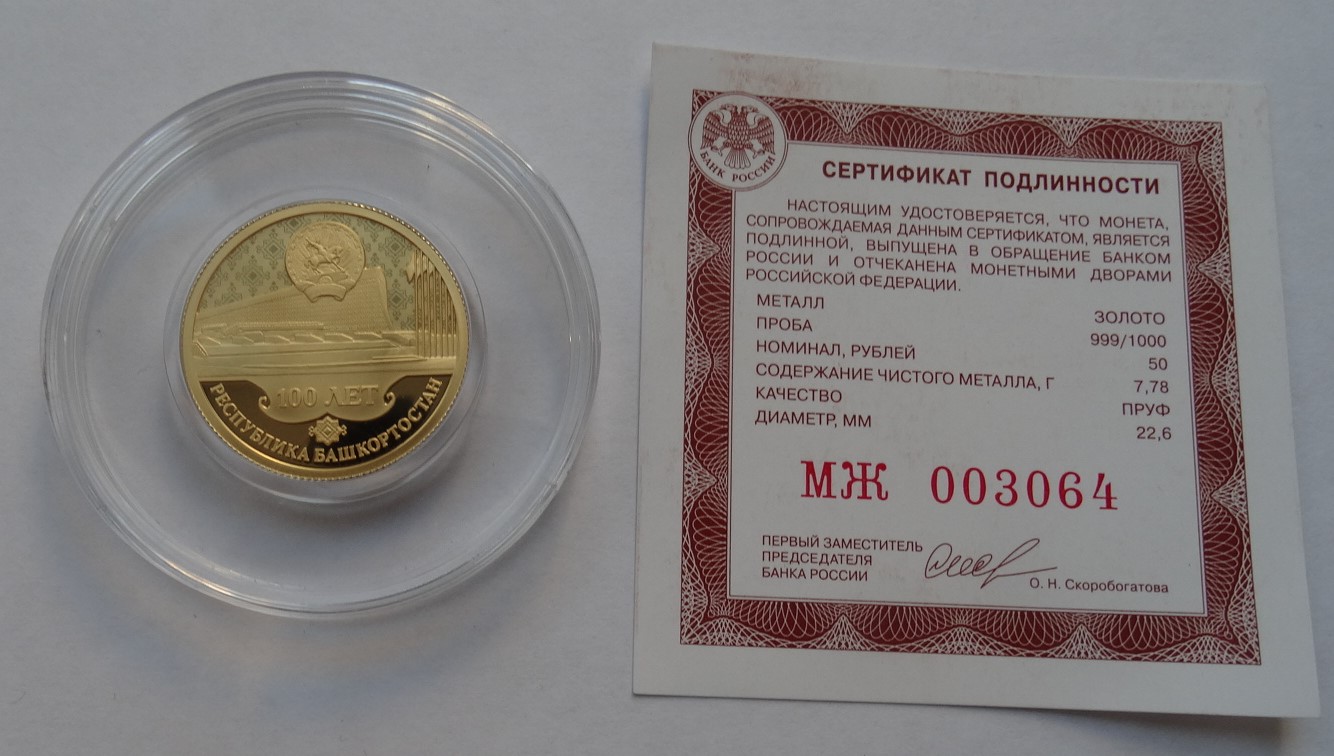 100 ЛЕТ
РЕСПУБЛИКА БАШКОРТОСТАН
БАНК РОССИИ
СЕРТИФИКАТ ПОДЛИННОСТИ
НАСТОЯЩИМ УДОСТОВЕРЯЕТСЯ, ЧТО МОНЕТА,
СОПРОВОЖДАЕМАЯ ДАННЫМ СЕРТИФИКАТОМ, ЯВЛЯЕТСЯ
ПОДЛИННОЙ, ВЫПУЩЕНА В ОБРАЩЕНИЕ БАНКОМ
РОССИИ И ОТЧЕКАНЕНА МОНЕТНЫМИ ДВОРАМИ
РОССИЙСКОЙ ФЕДЕРАЦИИ.
МЕТАЛЛ ЗОЛОТО
ПРОБА 999/1000
НОМИНАЛ, РУБЛЕЙ 50
СОДЕРЖАНИЕ ЧИСТОГО МЕТАЛЛА, Г 7,78
КАЧЕСТВО ПРУФ
ДИАМЕТР, ММ 22,6
МЖ 003064
ПЕРВЫЙ ЗАМЕСТИТЕЛЬ
ПРЕДСЕДАТЕЛЯ
БАНКА РОССИИ
О. Н. Скоробогатова